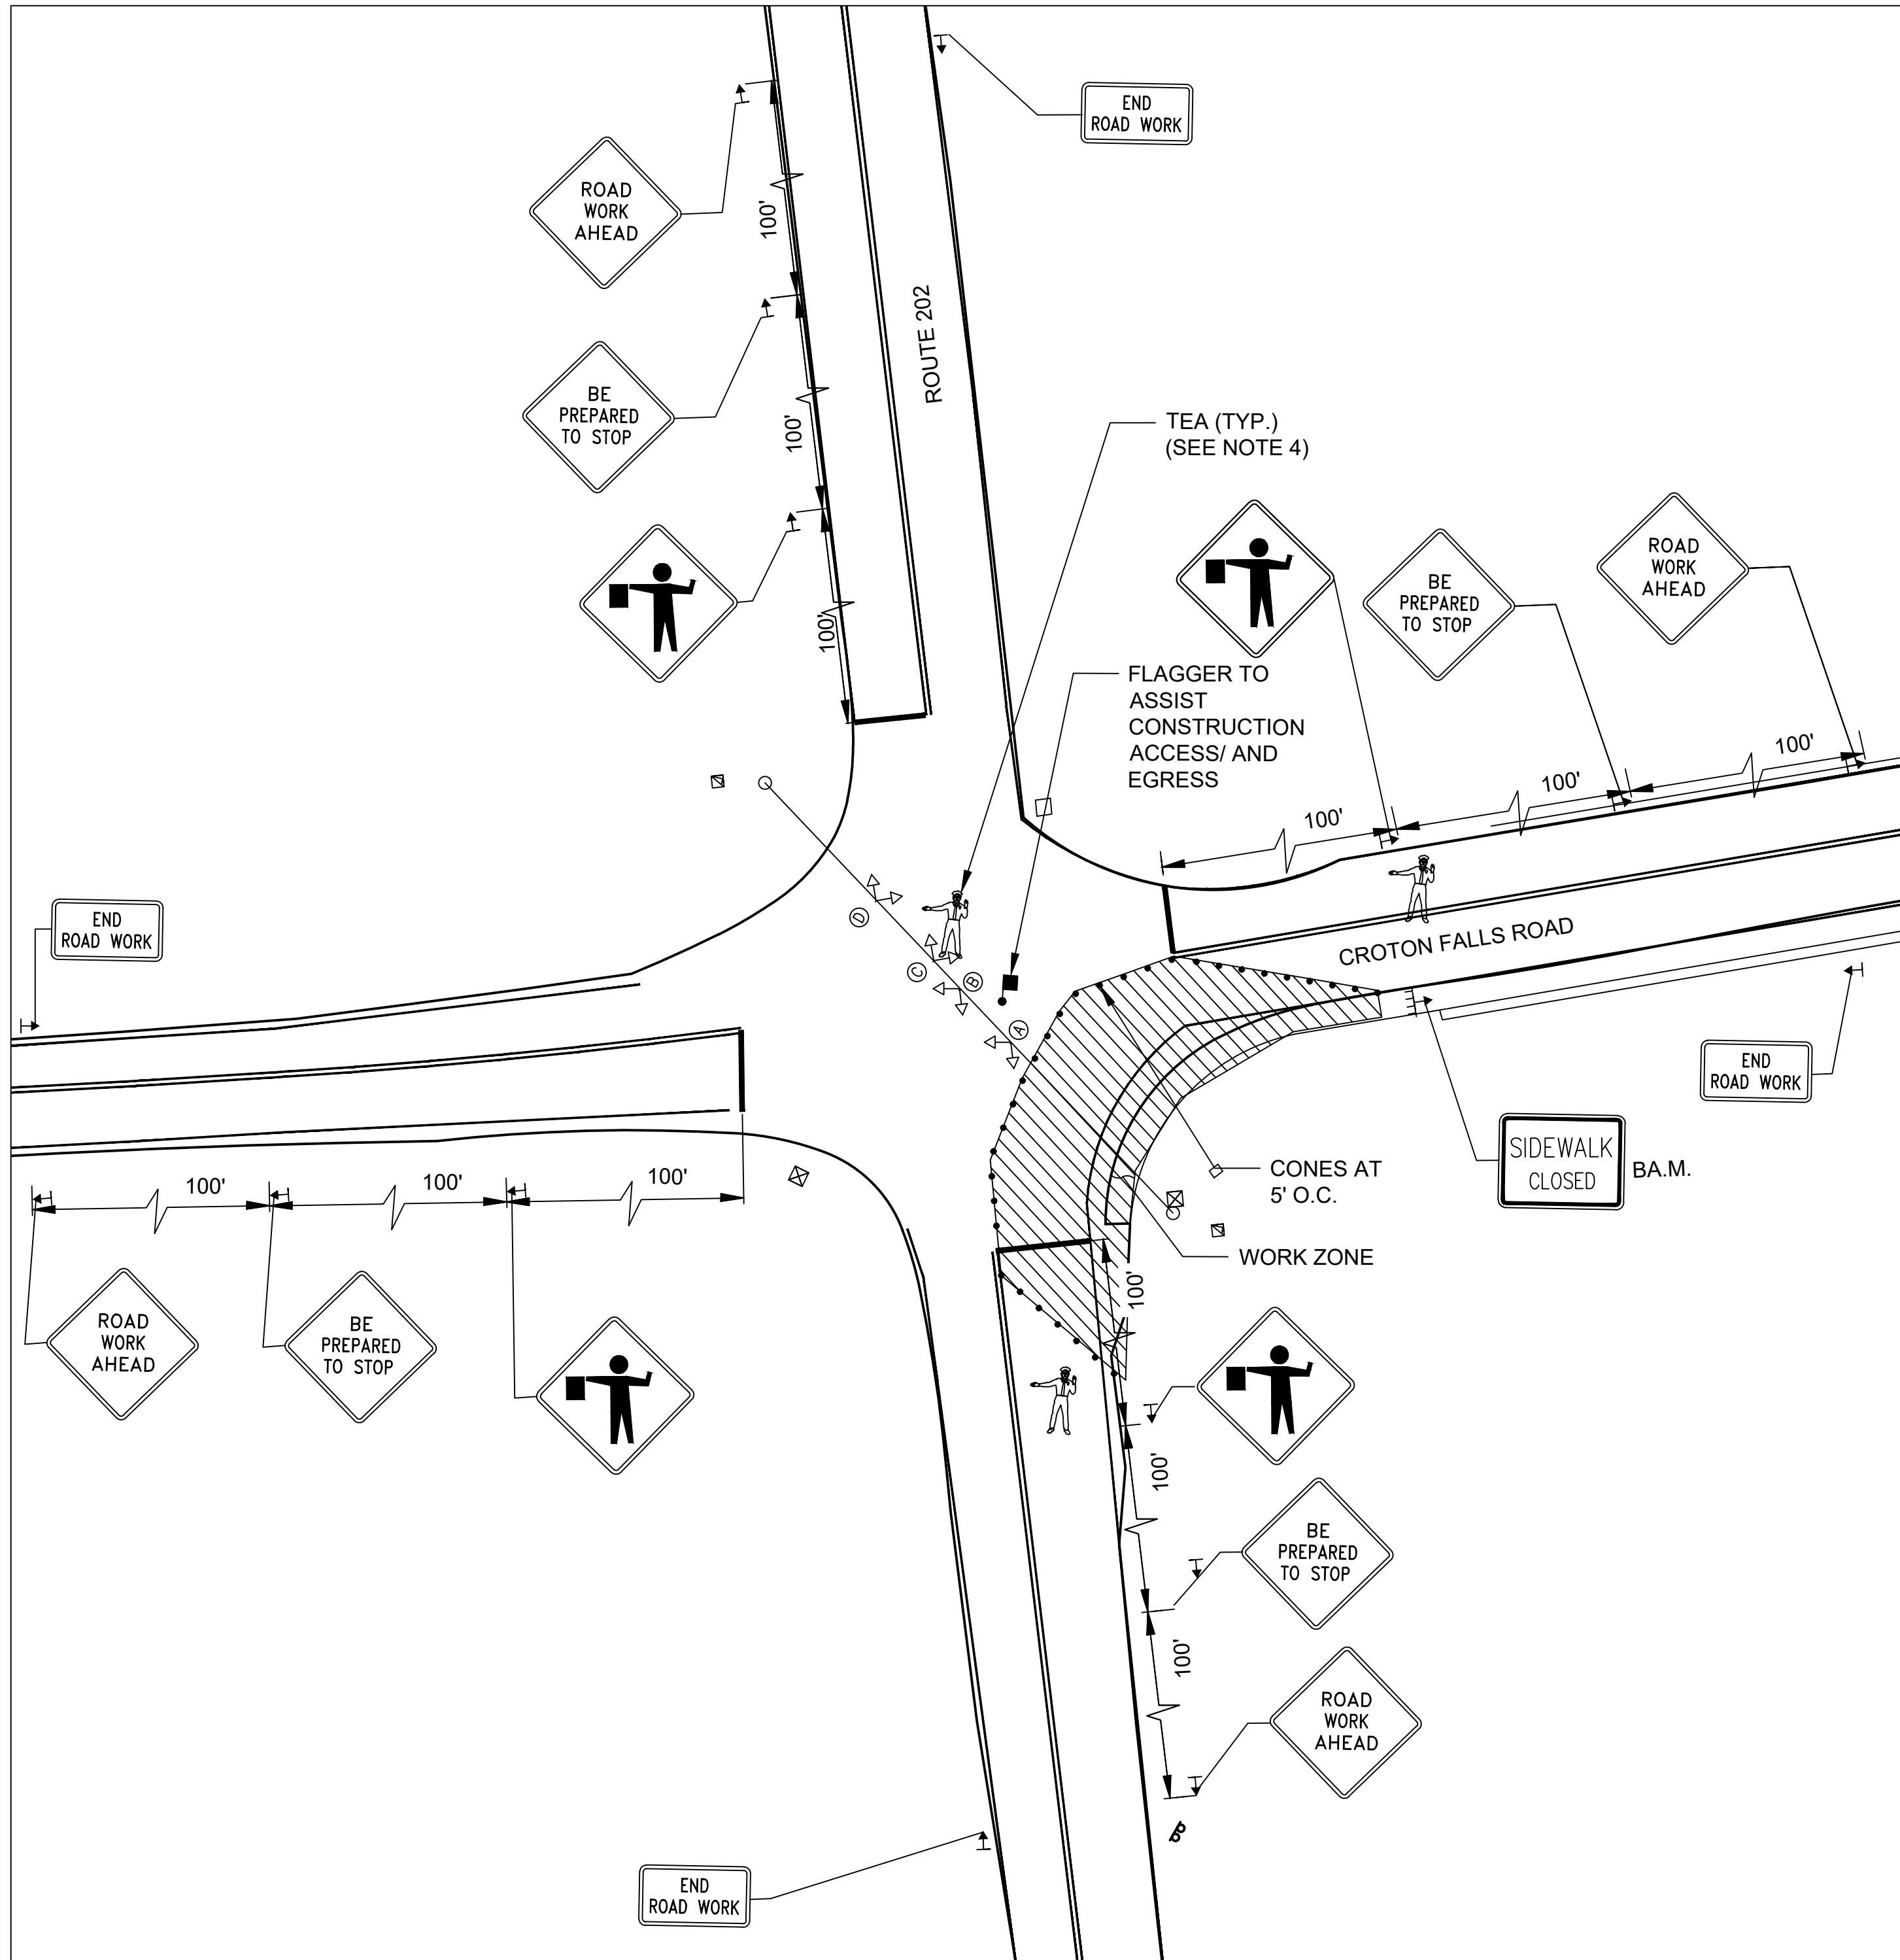 END
ROAD WORK
ROAD
WORK
AHEAD
100'
ROUTE 202
BE
PREPARED
TO STOP
100'
TEA (TYP.)
(SEE NOTE 4)
100'
ROAD
WORK
AHEAD
BE
PREPARED
TO STOP
FLAGGER TO
ASSIST
CONSTRUCTION
ACCESS/ AND
EGRESS
100'
100'
100'
END
ROAD WORK
D
C
B
A
CROTON FALLS ROAD
END
ROAD WORK
SIDEWALK
CLOSED
BA.M.
CONES AT
5' O.C.
WORK ZONE
100'
100'
100'
ROAD
WORK
AHEAD
BE
PREPARED
TO STOP
100'
100'
BE
PREPARED
TO STOP
100'
ROAD
WORK
AHEAD
END
ROAD WORK